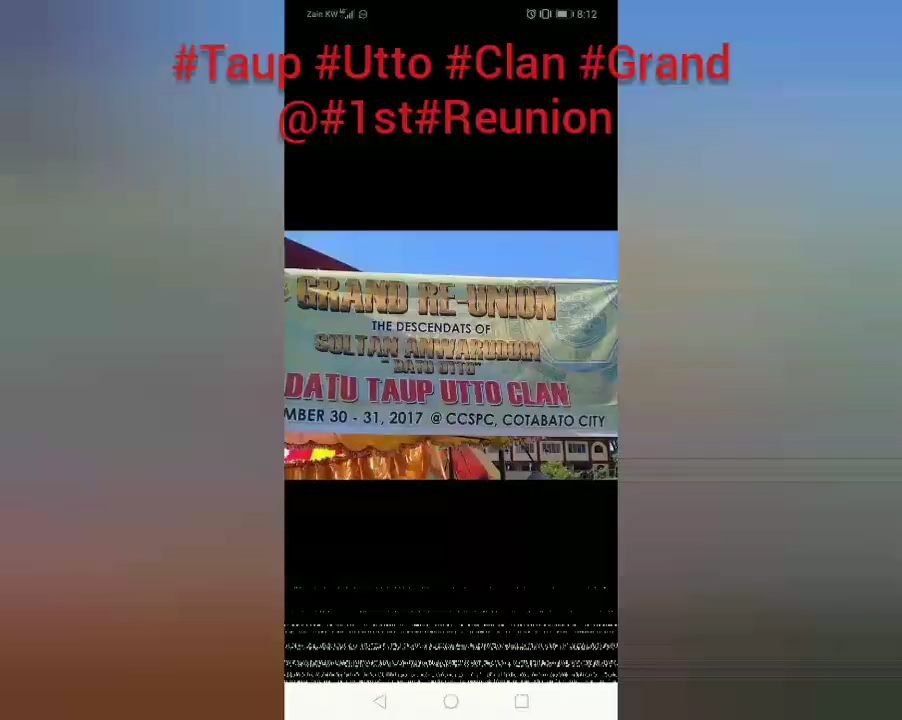 Zain KW
8:12
#Taup #Utto #Clan #Grand
@#1st#Reunion
GRAND RE-UNION
THE DESCENDATS OF
SULTAN ANWARUDDIN
"DATU UTTO"
DATU TAUP UTTO CLAN
MBER 30 - 31, 2017 @ CCSPC, COTABATO CITY